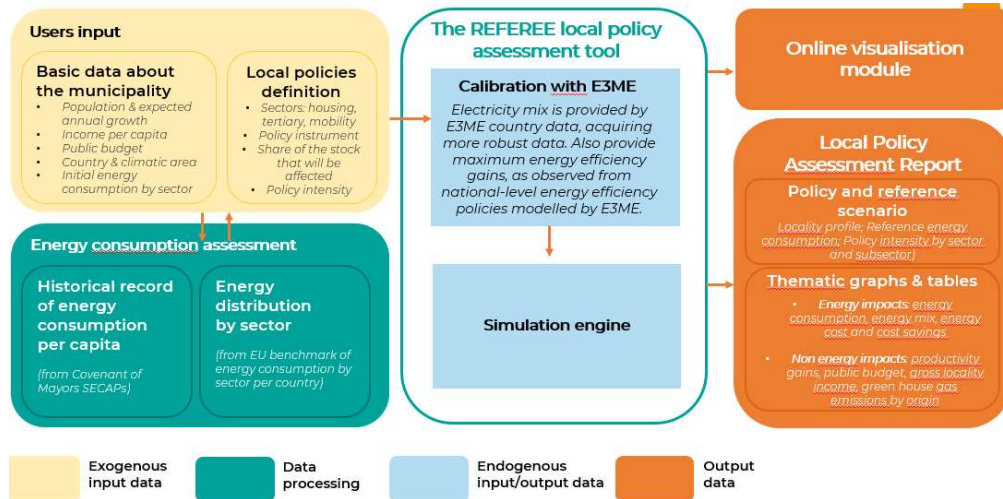 Users input
Basic data about
the municipality
• Population & expected
annual growth
• Income per capita
• Public budget
• Country & climatic area
• Initial energy
consumption by sector
Local policies
definition
• Sectors: housing,
tertiary, mobility
• Policy instrument
• Share of the stock
that will be
affected
• Policy intensity
Energy consumption assessment
Historical record
of energy
consumption
per capita
(from Covenant of
Mayors SECAPs)
Energy
distribution
by sector
(from EU benchmark of
energy consumption by
sector per country)
The REFEREE local policy
assessment tool
Calibration with E3ME
Electricity mix is provided by
E3ME country data, acquiring
more robust data. Also provide
maximum energy efficiency
gains, as observed from
national-level energy efficiency
policies modelled by E3ME.
Simulation engine
Online visualisation
module
Local Policy
Assessment Report
Policy and reference
scenario
Locality profile; Reference energy
consumption; Policy intensity by sector
and subsector)
Thematic graphs & tables
• Energy impacts: energy
consumption, energy mix, energy
cost and cost savings
• Non energy impacts: productivity
gains, public budget, gross locality
income, green house gas
emissions by origin
Exogenous
input data
Data
processing
Endogenous
input/output data
Output
data